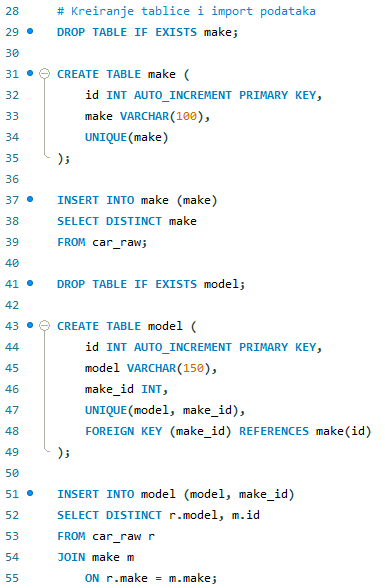 28 # Kreiranje tablice i import podataka
29 DROP TABLE IF EXISTS make;
30
31 CREATE TABLE make (
32 id INT AUTO_INCREMENT PRIMARY KEY,
33 make VARCHAR(100),
34 UNIQUE(make)
35 );
36
37 INSERT INTO make (make)
38 SELECT DISTINCT make
39 FROM car_raw;
40
41 DROP TABLE IF EXISTS model;
42
43 CREATE TABLE model (
44 id INT AUTO_INCREMENT PRIMARY KEY,
45 model VARCHAR(150),
46 make_id INT,
47 UNIQUE(model, make_id),
48 FOREIGN KEY (make_id) REFERENCES make(id)
49 );
50
51 INSERT INTO model (model, make_id)
52 SELECT DISTINCT r.model, m.id
53 FROM car_raw r
54 JOIN make m
55 ON r.make = m.make;